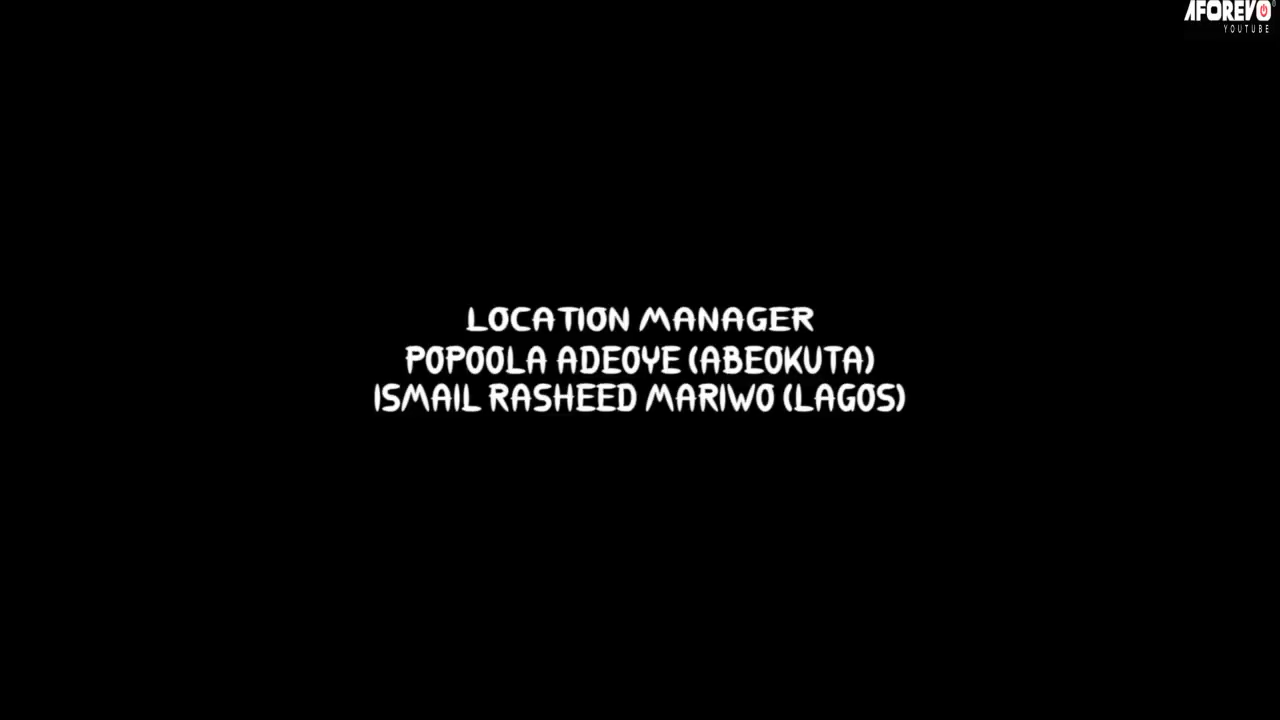 AFOREVO
YOUTUBE
LOCATION MANAGER
POPOOLA ADEOYE (ABEOKUTA)
ISMAIL RASHEED MARIWO (LAGOS)